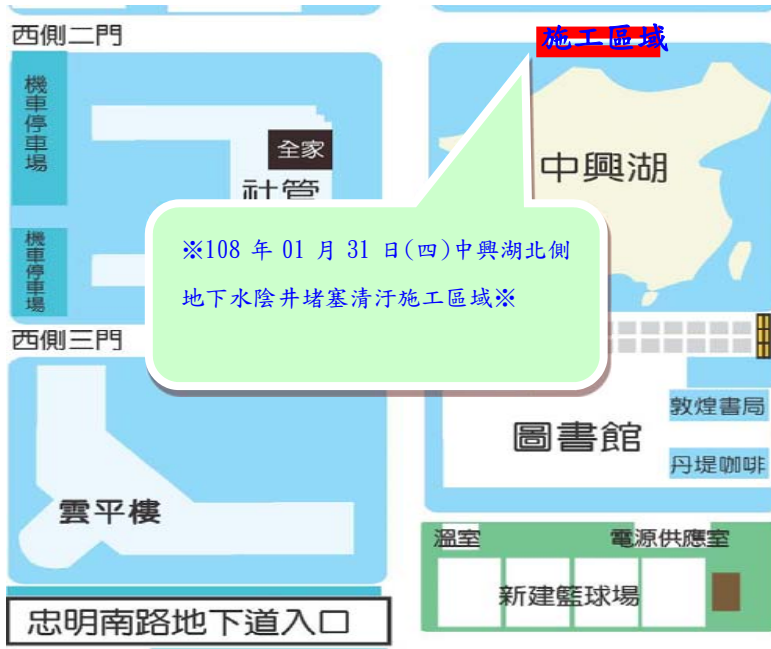 西側二門
施工區域
機車停車場
全家
社管
中興湖
※108 年 01 月 31 日(四)中興湖北側
地下水陰井堵塞清汙施工區域※
機車停車場
西側三門
敦煌書局
圖書館
丹堤咖啡
雲平樓
溫室
電源供應室
新建籃球場
忠明南路地下道入口